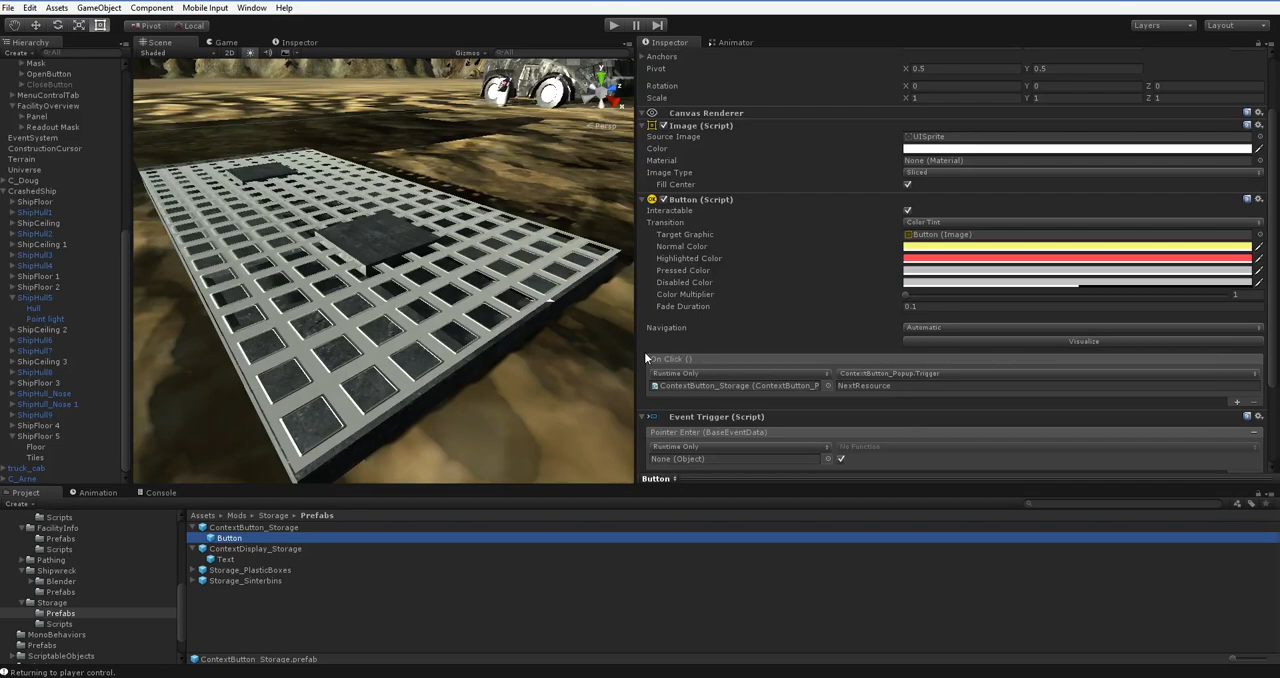 File Edit Assets GameObject Component Mobile Input Window Help
Pivot Local Layers Layout
Hierarchy Scene Game Inspector Inspector Animator
Create All Shaded 2D Gizmos All
Mask
OpenButton
CloseButton
MenuControlTab
FacilityOverview
Panel
Readout Mask
EventSystem
ConstructionCursor
Terrain
Universe
C_Doug
CrashedShip
ShipFloor
ShipHull1
ShipCeiling
ShipHull2
ShipCeiling 1
ShipHull3
ShipHull4
ShipFloor 1
ShipFloor 2
ShipHull5
Hull
Point light
ShipCeiling 2
ShipHull6
ShipHull7
ShipCeiling 3
ShipHull8
ShipFloor 3
ShipHull_Nose
ShipHull_Nose 1
ShipHull9
ShipFloor 4
ShipFloor 5
Floor
Tiles
truck_cab
C_Arne
y
z
x
Persp
Anchors
Pivot X 0.5 Y 0.5
Rotation X 0 Y 0 Z 0
Scale X 1 Y 1 Z 1
Canvas Renderer
Image (Script)
Source Image UISprite
Color
Material None (Material)
Image Type Sliced
Fill Center
OK Button (Script)
Interactable
Transition Color Tint
Target Graphic Button (Image)
Normal Color
Highlighted Color
Pressed Color
Disabled Color
Color Multiplier 1
Fade Duration 0.1
Navigation Automatic
Visualize
On Click ()
Runtime Only ContextButton_Popup.Trigger
ContextButton_Storage (ContextButton_P NextResource
Event Trigger (Script)
Pointer Enter (BaseEventData)
Runtime Only No Function
None (Object)
Button
Project Animation Console
Create
Scripts
FacilityInfo
Prefabs
Scripts
Pathing
Shipwreck
Blender
Prefabs
Storage
Prefabs
Scripts
MonoBehaviors
Prefabs
ScriptableObjects
Assets Mods Storage Prefabs
ContextButton_Storage
Button
ContextDisplay_Storage
Text
Storage_PlasticBoxes
Storage_Sinterbins
ContextButton_Storage.prefab
Returning to player control.